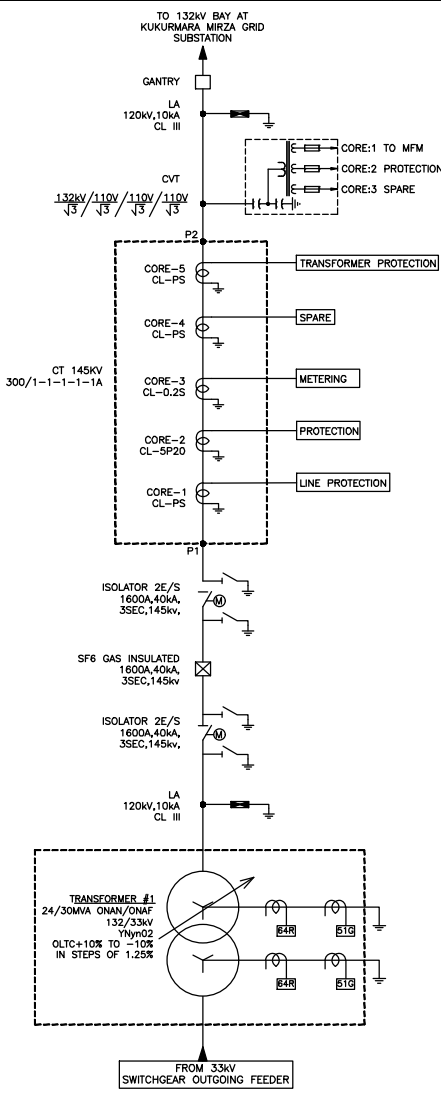 TO 132kV BAY AT
KUKURMARA MIRZA GRID
SUBSTATION
GANTRY
LA
120kV,10kA
CL III
CORE:1 TO MFM
CORE:2 PROTECTION
CORE:3 SPARE
CVT
132kV/110V/110V/110V
√3 √3 √3 √3
P2
CORE-5
CL-PS
TRANSFORMER PROTECTION
CORE-4
CL-PS
SPARE
CT 145KV
300/1-1-1-1-1A
CORE-3
CL-0.2S
METERING
CORE-2
CL-5P20
PROTECTION
CORE-1
CL-PS
LINE PROTECTION
P1
ISOLATOR 2E/S
1600A,40kA,
3SEC,145kv,
M
SF6 GAS INSULATED
1600A,40kA,
3SEC,145kv
ISOLATOR 2E/S
1600A,40kA,
3SEC,145kv,
M
LA
120kV,10kA
CL III
TRANSFORMER #1
24/30MVA ONAN/ONAF
132/33kV
YNyn02
OLTC+10% TO -10%
IN STEPS OF 1.25%
64R
51G
64R
51G
FROM 33kV
SWITCHGEAR OUTGOING FEEDER